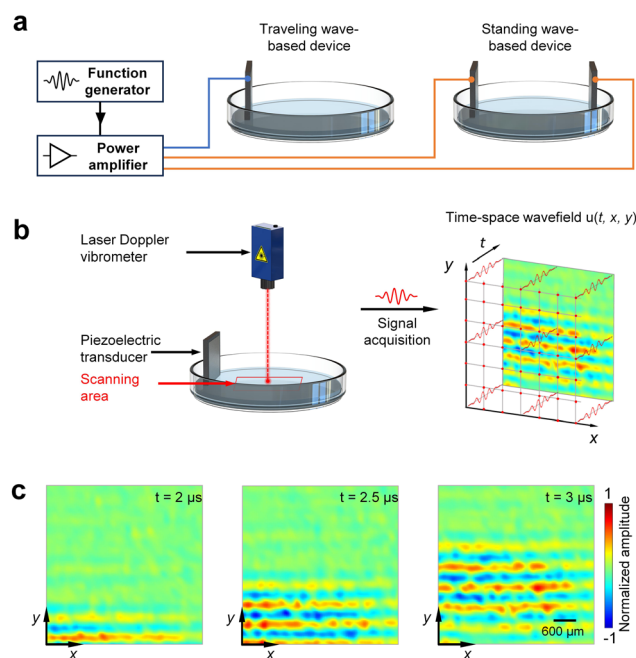 a
Traveling wave-
based device
Standing wave-
based device
Function
generator
Power
amplifier
b
Time-space wavefield u(t, x, y)
Laser Doppler
vibrometer
t
y
Signal
acquisition
Piezoelectric
transducer
Scanning
area
x
c
t = 2 µs
t = 2.5 µs
t = 3 µs
1
Normalized amplitude
-1
600 µm
y
x
y
x
y
x